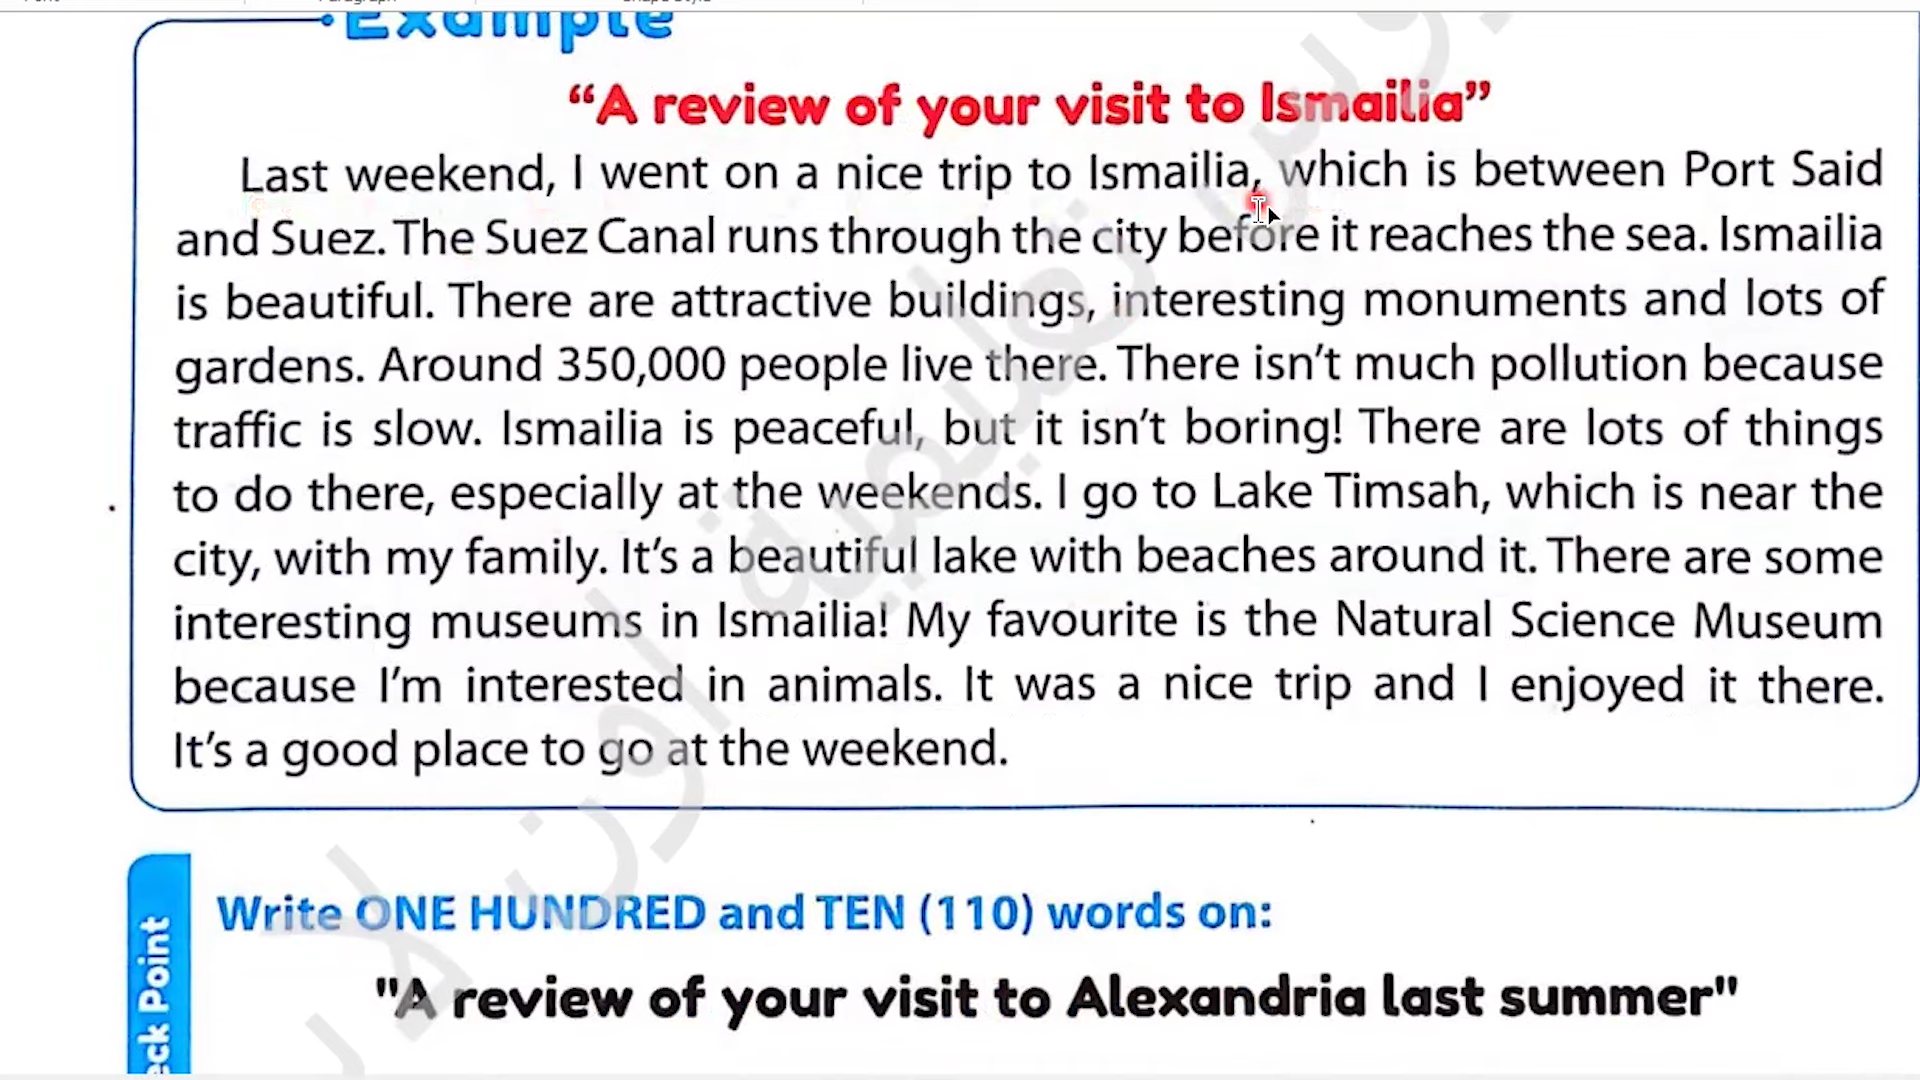 Example
“A review of your visit to Ismailia”
Last weekend, I went on a nice trip to Ismailia, which is between Port Said
and Suez. The Suez Canal runs through the city before it reaches the sea. Ismailia
is beautiful. There are attractive buildings, interesting monuments and lots of
gardens. Around 350,000 people live there. There isn’t much pollution because
traffic is slow. Ismailia is peaceful, but it isn’t boring! There are lots of things
to do there, especially at the weekends. I go to Lake Timsah, which is near the
city, with my family. It’s a beautiful lake with beaches around it. There are some
interesting museums in Ismailia! My favourite is the Natural Science Museum
because I’m interested in animals. It was a nice trip and I enjoyed it there.
It’s a good place to go at the weekend.
Write ONE HUNDRED and TEN (110) words on:
"A review of your visit to Alexandria last summer"
Point
تعليمية
اون